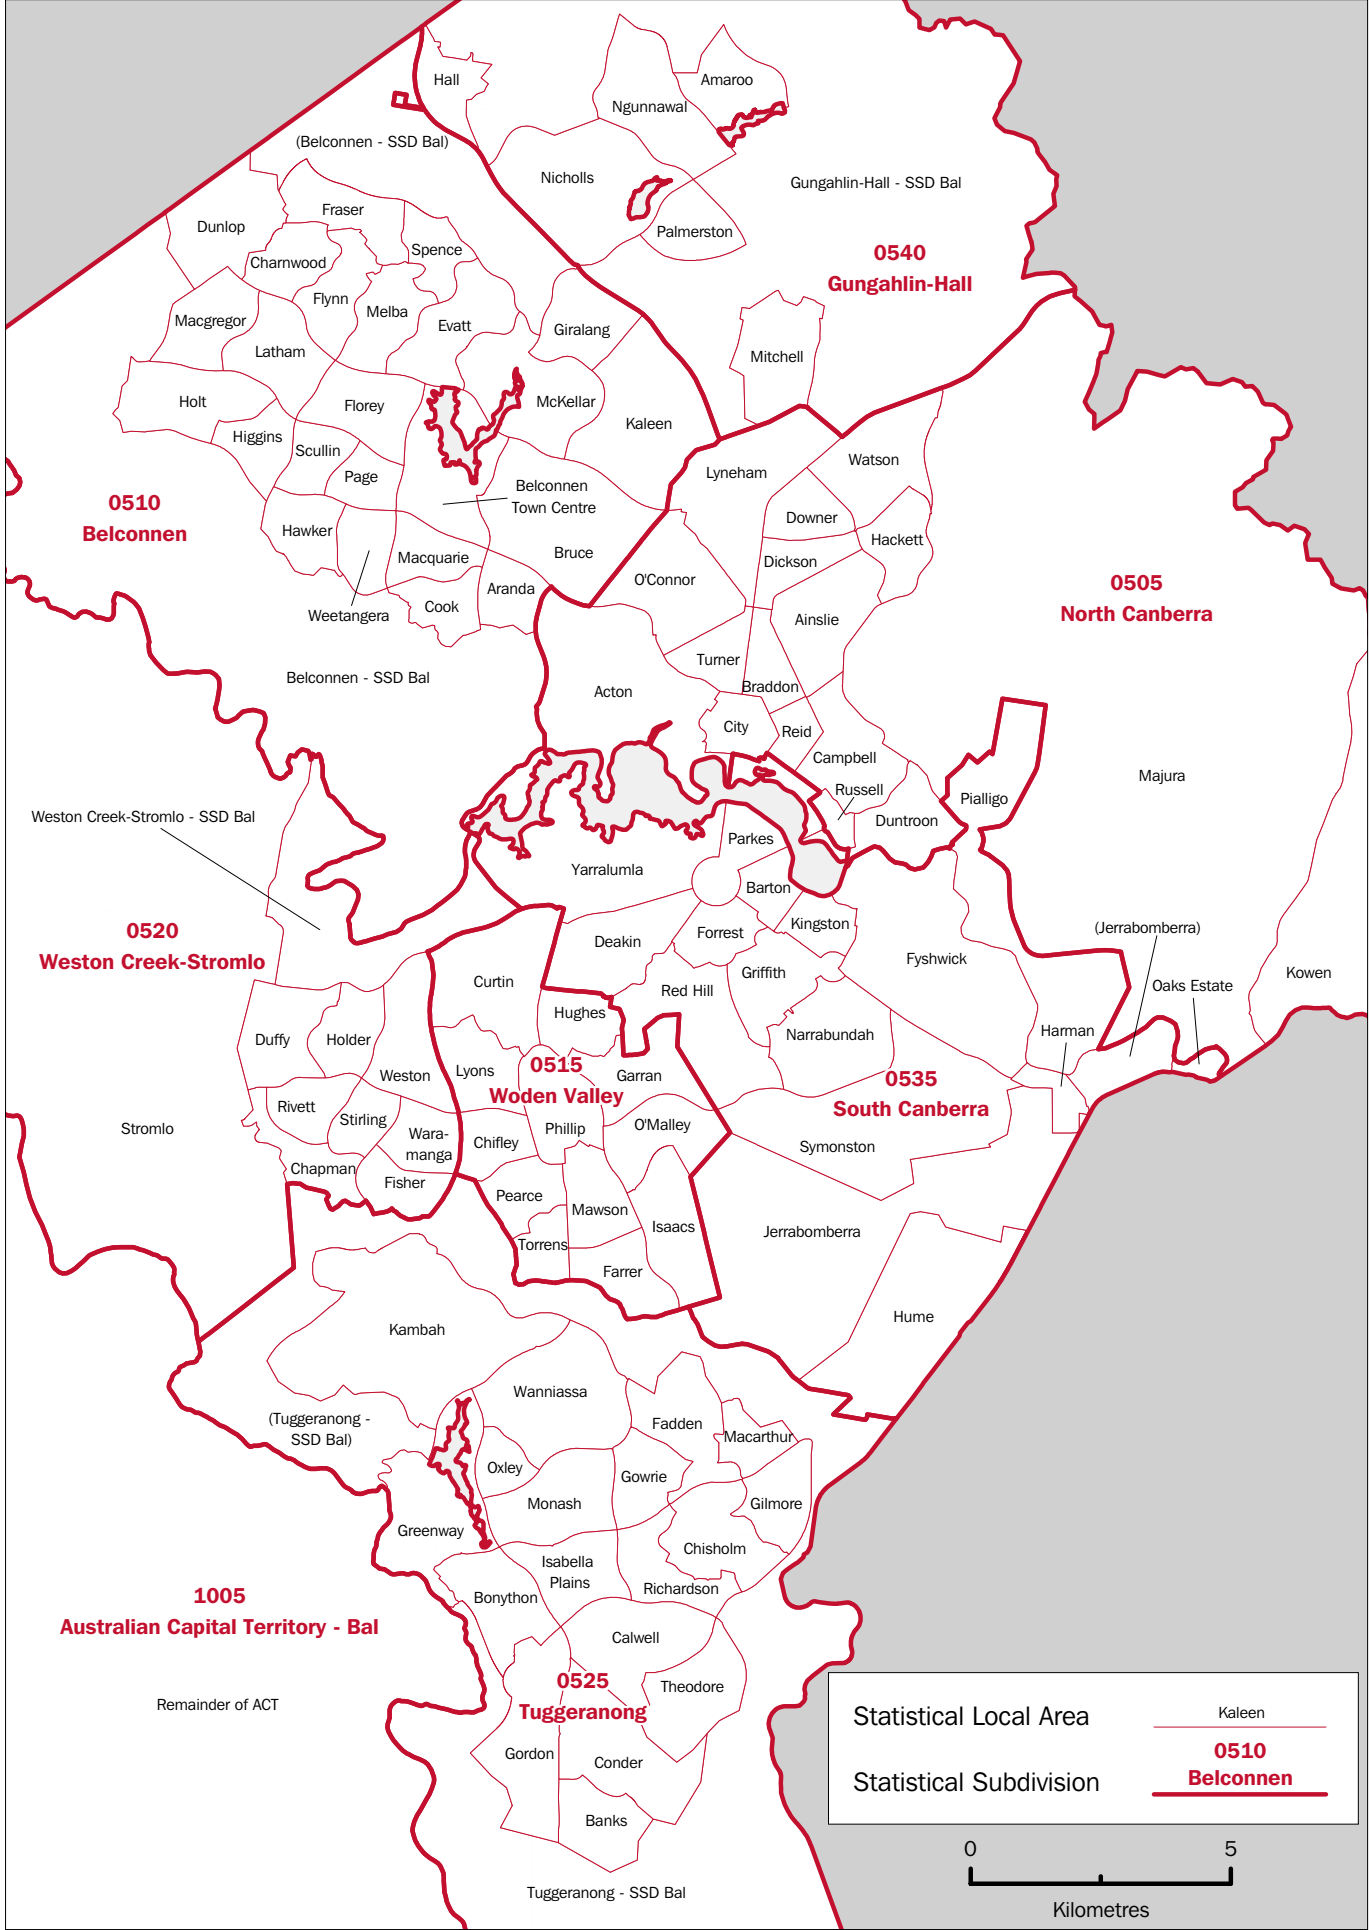 Hall
Amaroo
Ngunnawal
(Belconnen - SSD Bal)
Nicholls
Gungahlin-Hall - SSD Bal
Fraser
Dunlop
Palmerston
Spence
0540
Gungahlin-Hall
Charnwood
Flynn
Melba
Macgregor
Evatt
Giralang
Latham
Mitchell
Holt
Florey
McKellar
Kaleen
Higgins
Scullin
Page
Lyneham
Watson
0510
Belconnen
Belconnen
Town Centre
Downer
Hawker
Hackett
Macquarie
Bruce
Dickson
O'Connor
0505
North Canberra
Aranda
Cook
Weetangera
Ainslie
Turner
Belconnen - SSD Bal
Braddon
Acton
City
Reid
Campbell
Majura
Russell
Pialligo
Duntroon
Weston Creek-Stromlo - SSD Bal
Parkes
Yarralumla
Barton
Kingston
0520
Weston Creek-Stromlo
Forrest
Deakin
(Jerrabomberra)
Fyshwick
Griffith
Kowen
Curtin
Oaks Estate
Red Hill
Hughes
Harman
Narrabundah
Duffy
Holder
0515
Woden Valley
Lyons
Weston
Garran
0535
South Canberra
Rivett
Stirling
Stromlo
Phillip
O'Malley
Wara-
manga
Chifley
Symonston
Chapman
Fisher
Pearce
Mawson
Isaacs
Jerrabomberra
Torrens
Farrer
Hume
Kambah
Wanniassa
(Tuggeranong -
SSD Bal)
Fadden
Macarthur
Oxley
Gowrie
Monash
Gilmore
Greenway
Chisholm
Isabella
Plains
Richardson
Bonython
1005
Australian Capital Territory - Bal
Calwell
0525
Tuggeranong
Theodore
Remainder of ACT
Gordon
Conder
Banks
Tuggeranong - SSD Bal
Statistical Local Area
Kaleen
Statistical Subdivision
0510
Belconnen
0
5
Kilometres